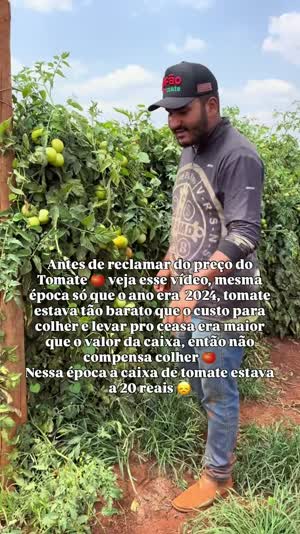 Antes de reclamar do preço do
Tomate 🍅 veja esse vídeo, mesma
época só que o ano era 2024, tomate
estava tão barato que o custo para
colher e levar pro ceasa era maior
que o valor da caixa, então não
compensa colher 🍅
Nessa época a caixa de tomate estava
a 20 reais 😥